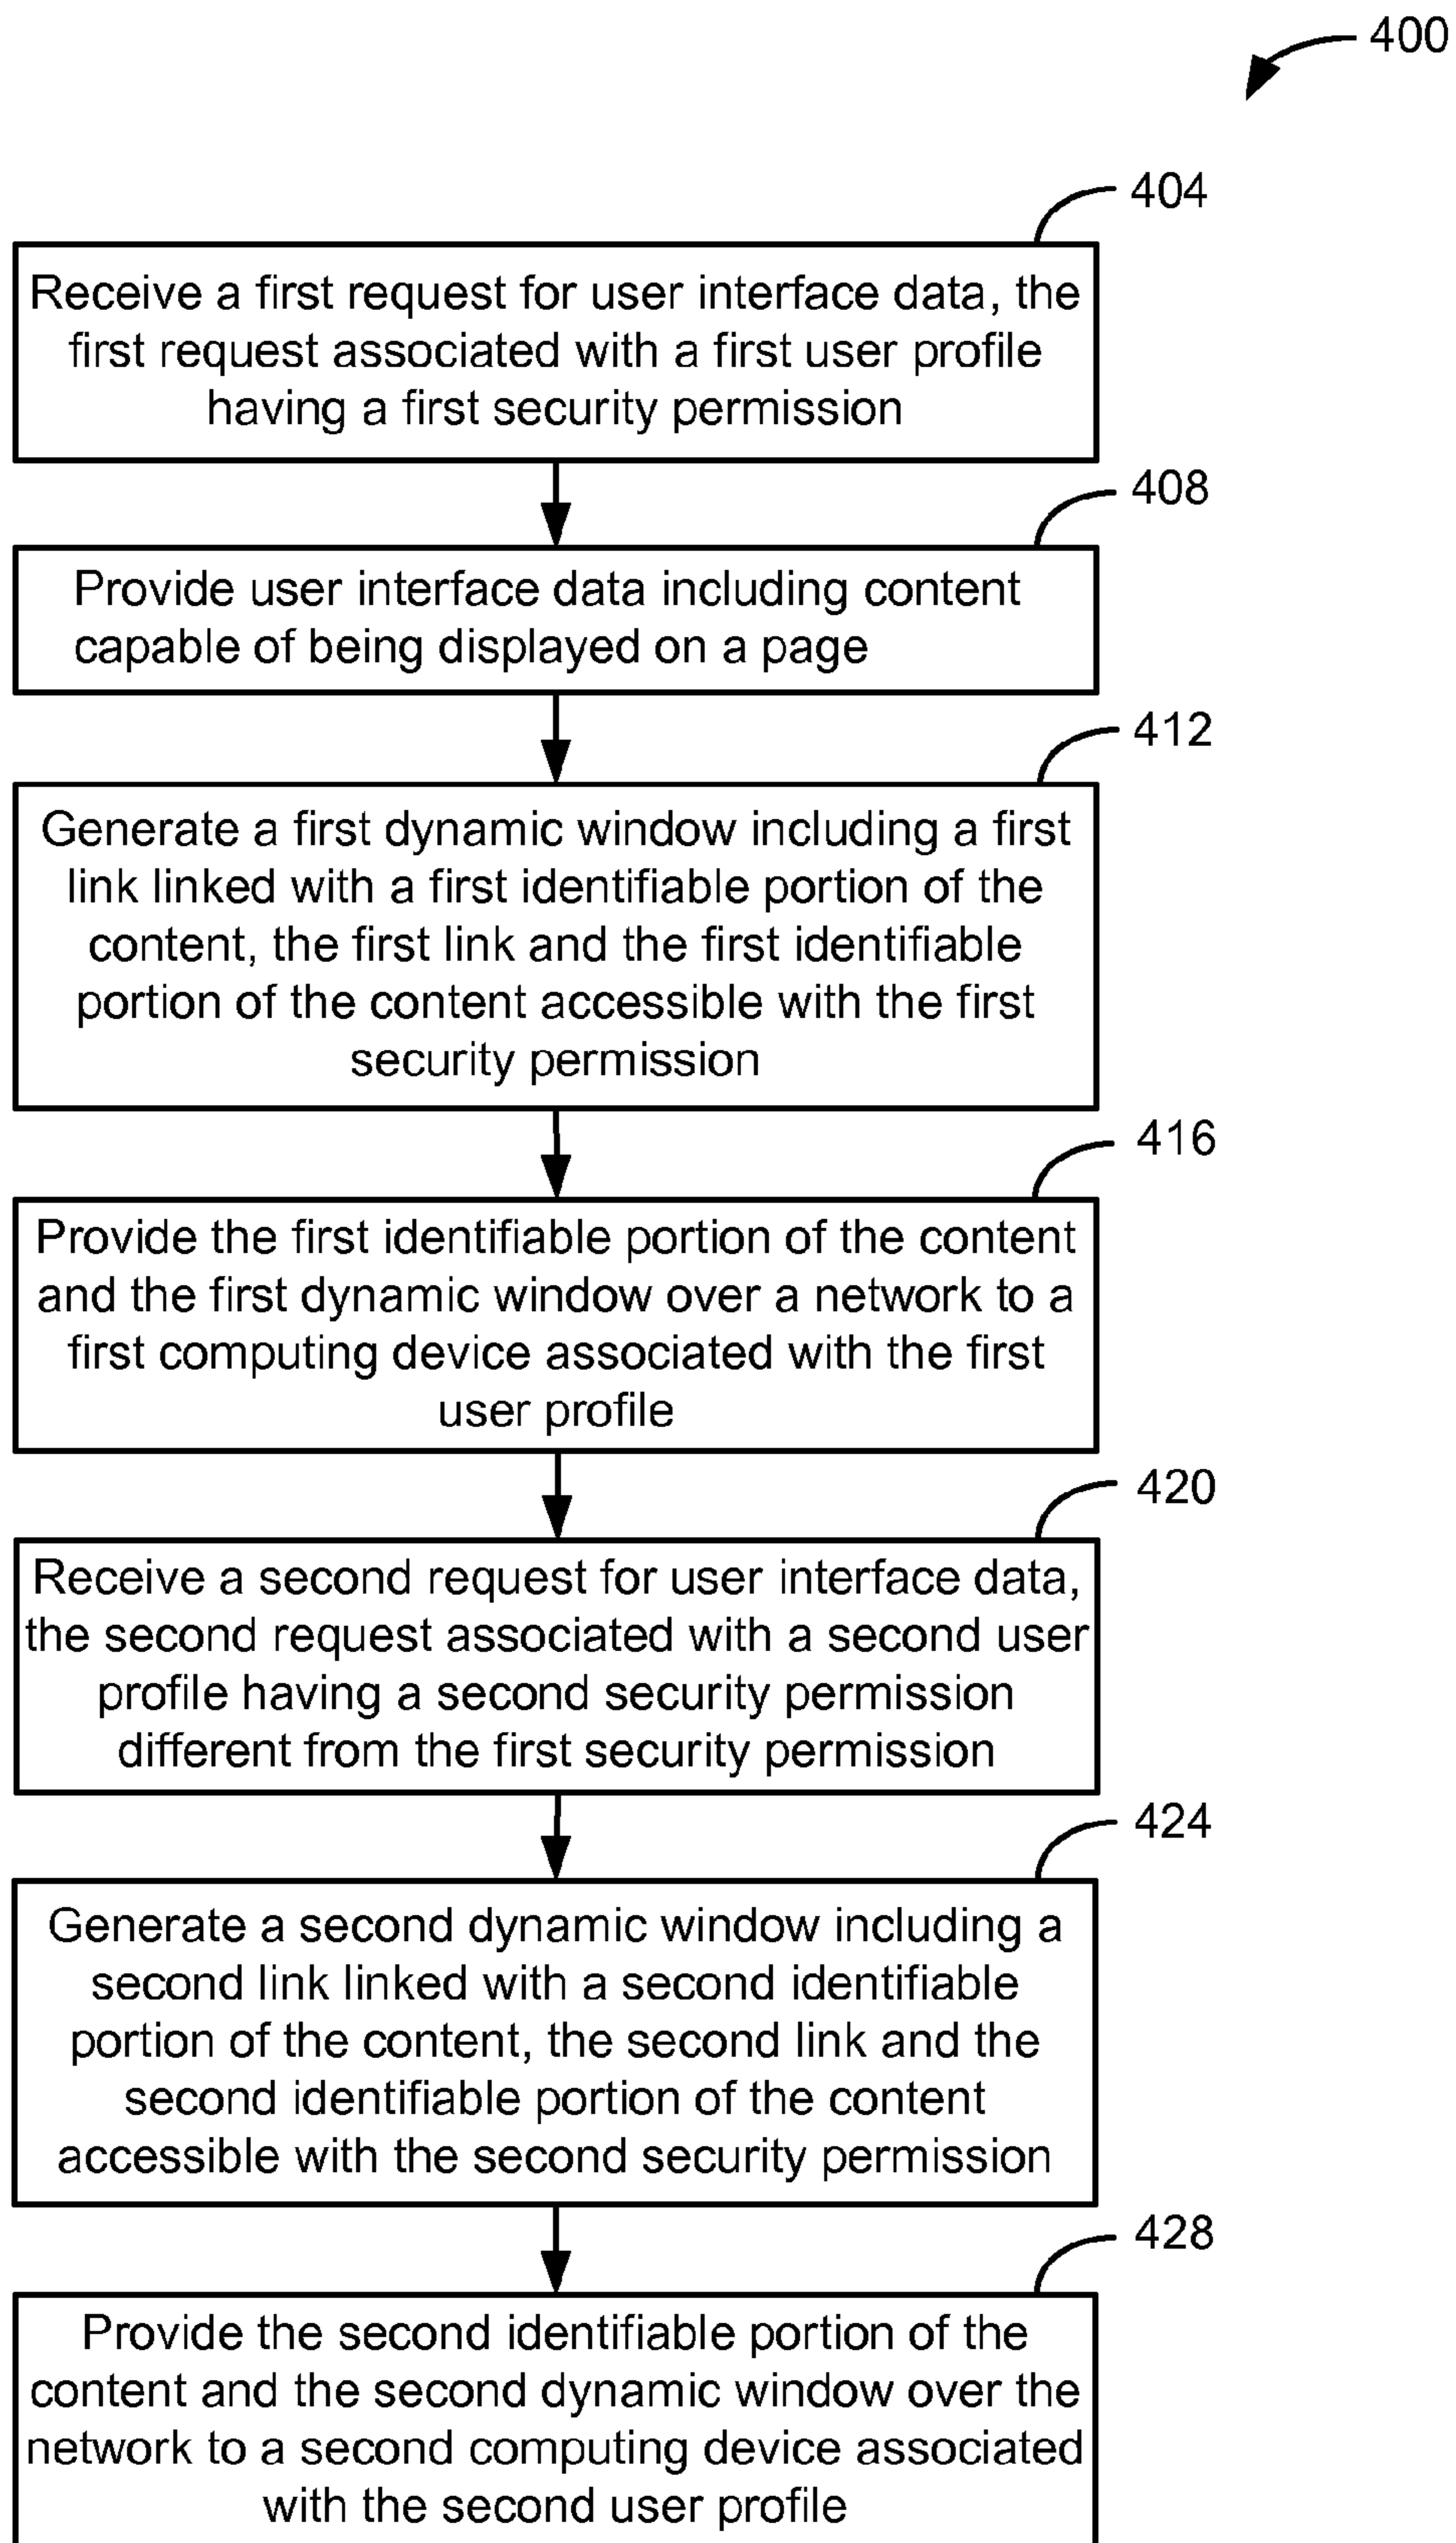 400
404
Receive a first request for user interface data, the
first request associated with a first user profile
having a first security permission
408
Provide user interface data including content
capable of being displayed on a page
412
Generate a first dynamic window including a first
link linked with a first identifiable portion of the
content, the first link and the first identifiable
portion of the content accessible with the first
security permission
416
Provide the first identifiable portion of the content
and the first dynamic window over a network to a
first computing device associated with the first
user profile
420
Receive a second request for user interface data,
the second request associated with a second user
profile having a second security permission
different from the first security permission
424
Generate a second dynamic window including a
second link linked with a second identifiable
portion of the content, the second link and the
second identifiable portion of the content
accessible with the second security permission
428
Provide the second identifiable portion of the
content and the second dynamic window over the
network to a second computing device associated
with the second user profile